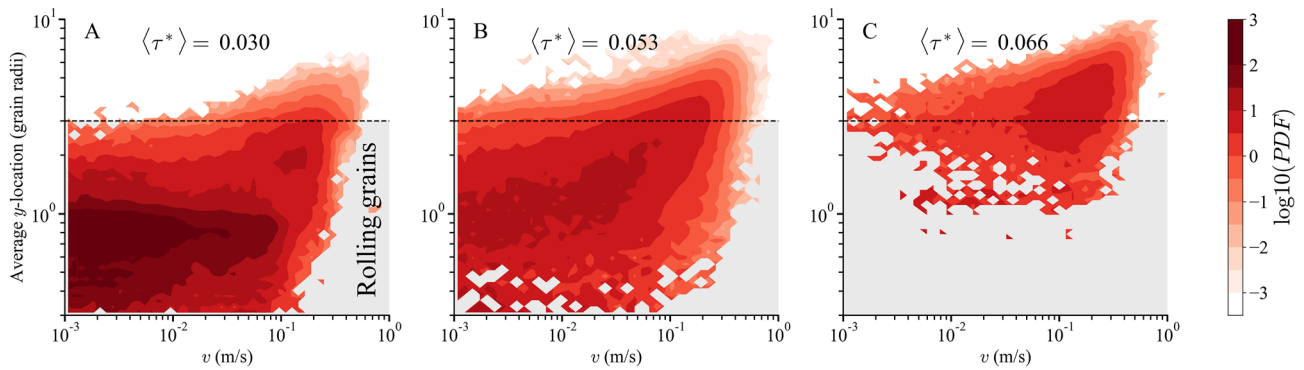 A
⟨τ*⟩ = 0.030
B
⟨τ*⟩ = 0.053
C
⟨τ*⟩ = 0.066
Average y-location (grain radii)
10¹
10⁰
Rolling grains
10⁻³ 10⁻² 10⁻¹ 10⁰
v (m/s)
10¹
10⁰
10⁻³ 10⁻² 10⁻¹ 10⁰
v (m/s)
10¹
10⁰
10⁻³ 10⁻² 10⁻¹ 10⁰
v (m/s)
3
2
1
0
−1
−2
−3
log10(PDF)